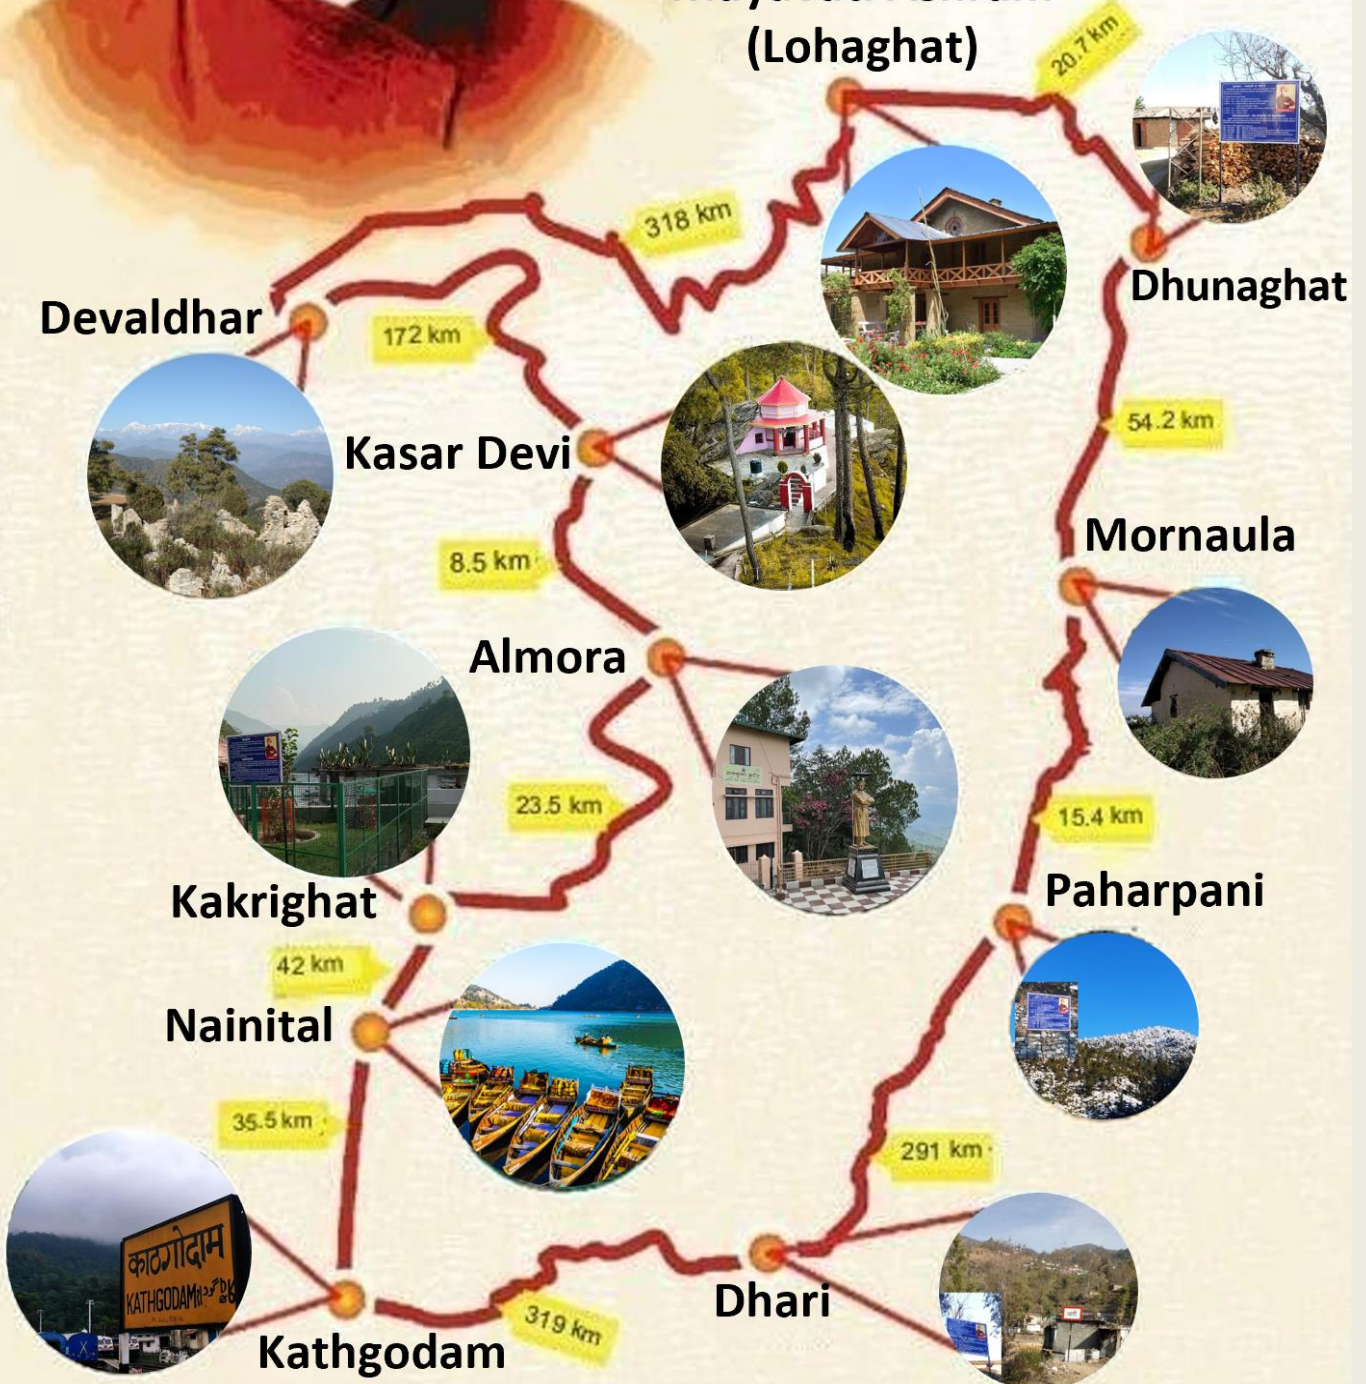 (Lohaghat)
20.7 km
318 km
Dhunaghat
Devaldhar
172 km
54.2 km
Kasar Devi
Mornaula
8.5 km
Almora
23.5 km
15.4 km
Kakrighat
Paharpani
42 km
Nainital
35.5 km
291 km
काठगोदाम
KATHGODAM
Dhari
319 km
Kathgodam